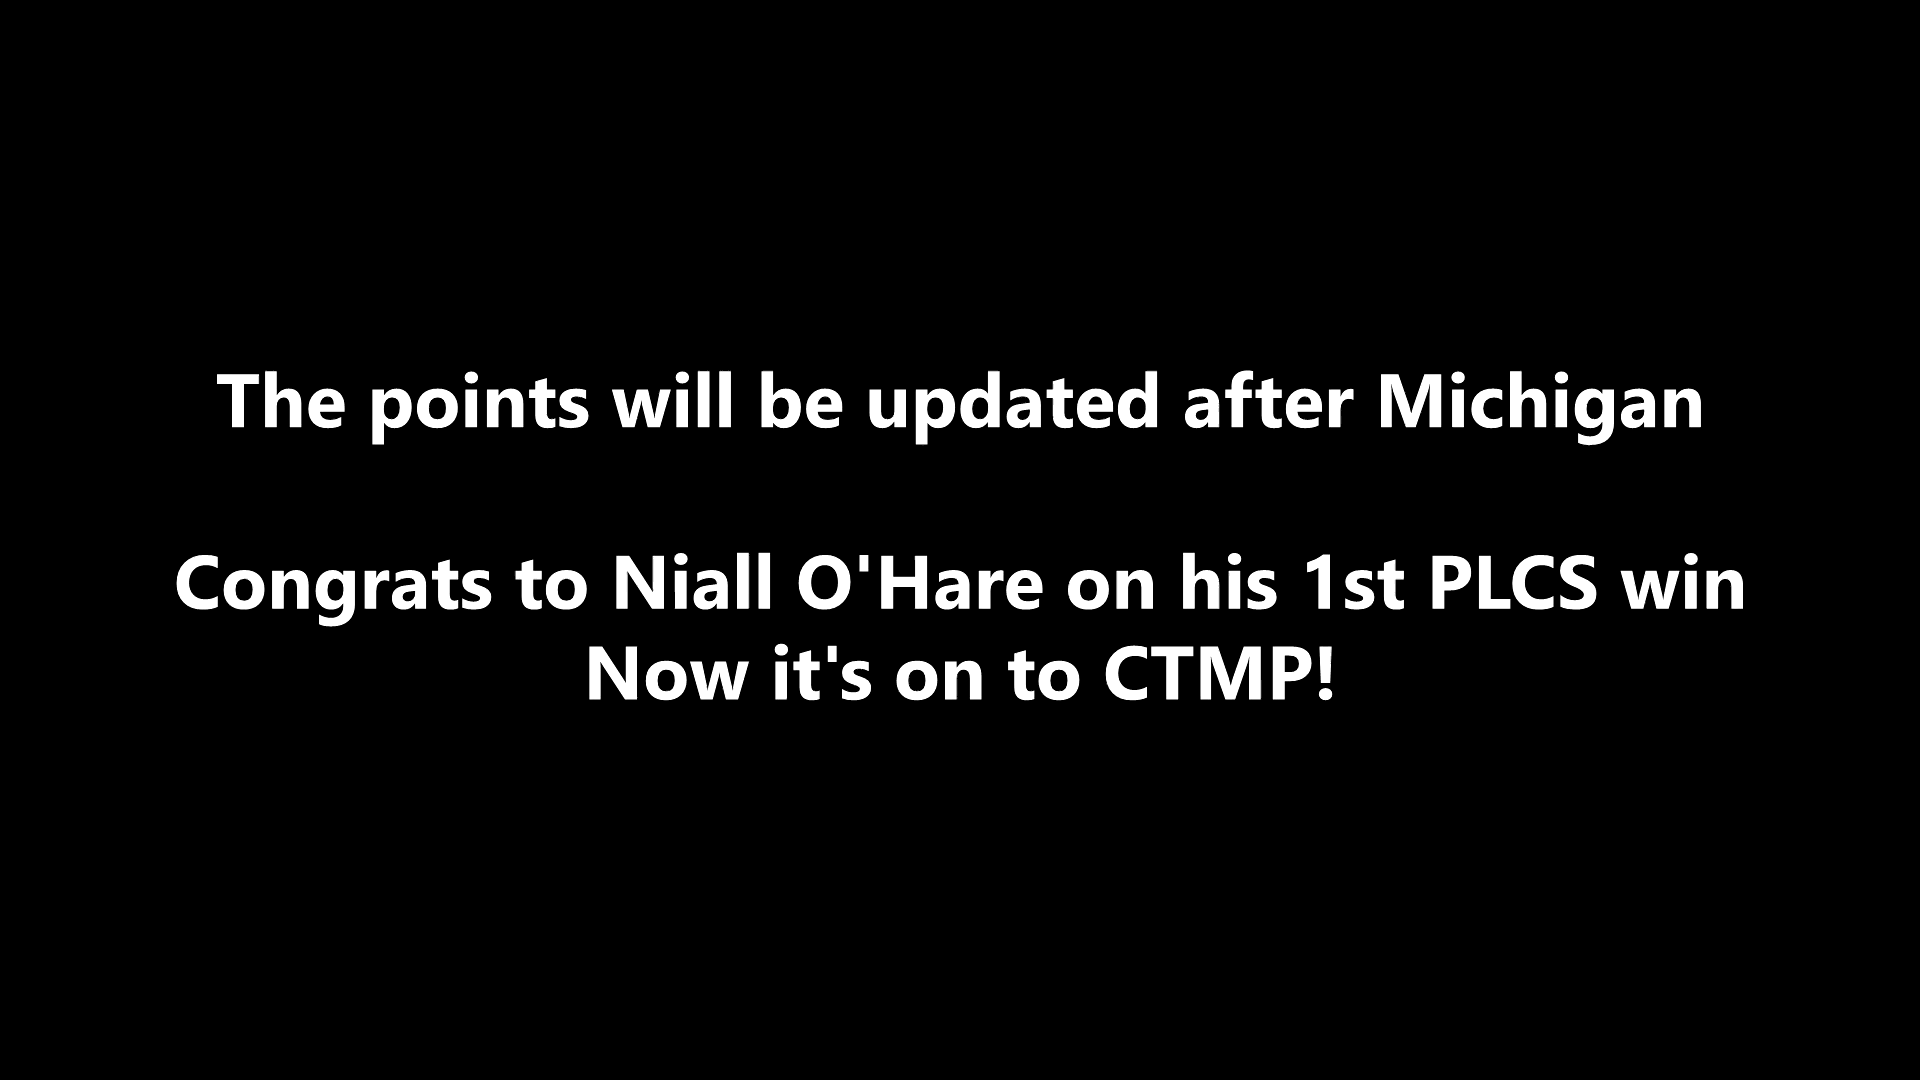 The points will be updated after Michigan
Congrats to Niall O'Hare on his 1st PLCS win
Now it's on to CTMP!